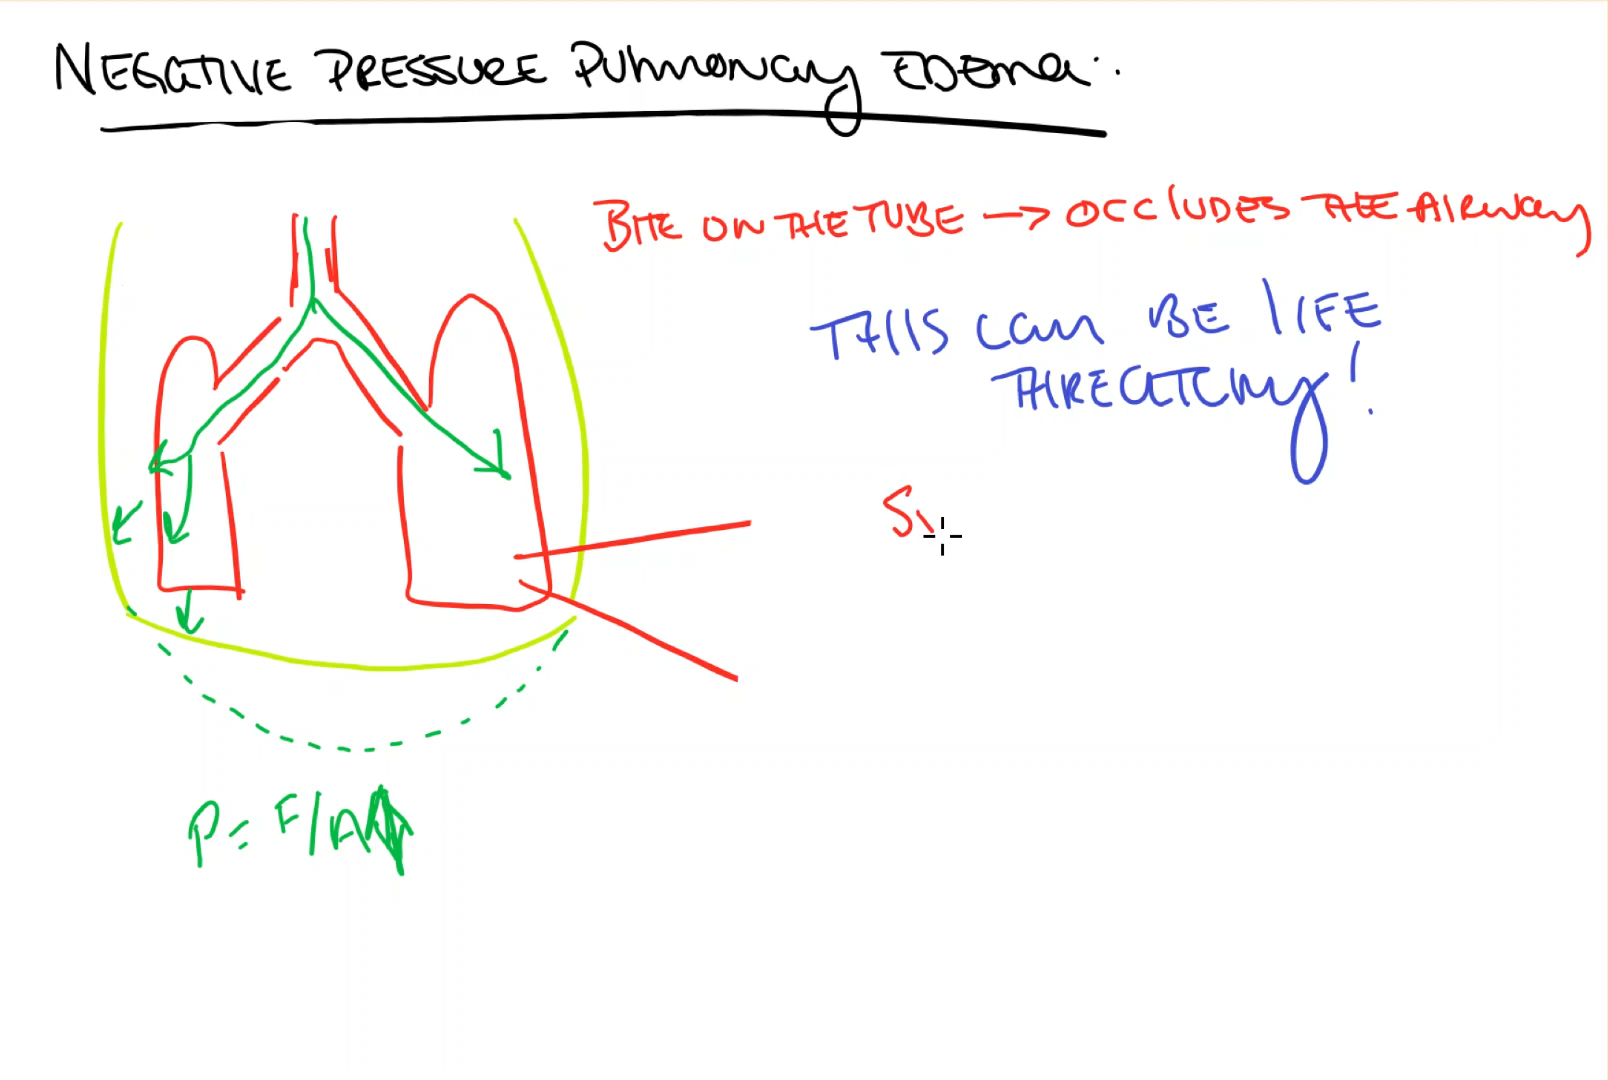 NEGATIVE PRESSURE PULMONARY EDEMA
BITE ON THE TUBE → OCCLUDES THE AIRWAY
THIS CAN BE LIFE
THREATENING!
P = F/A